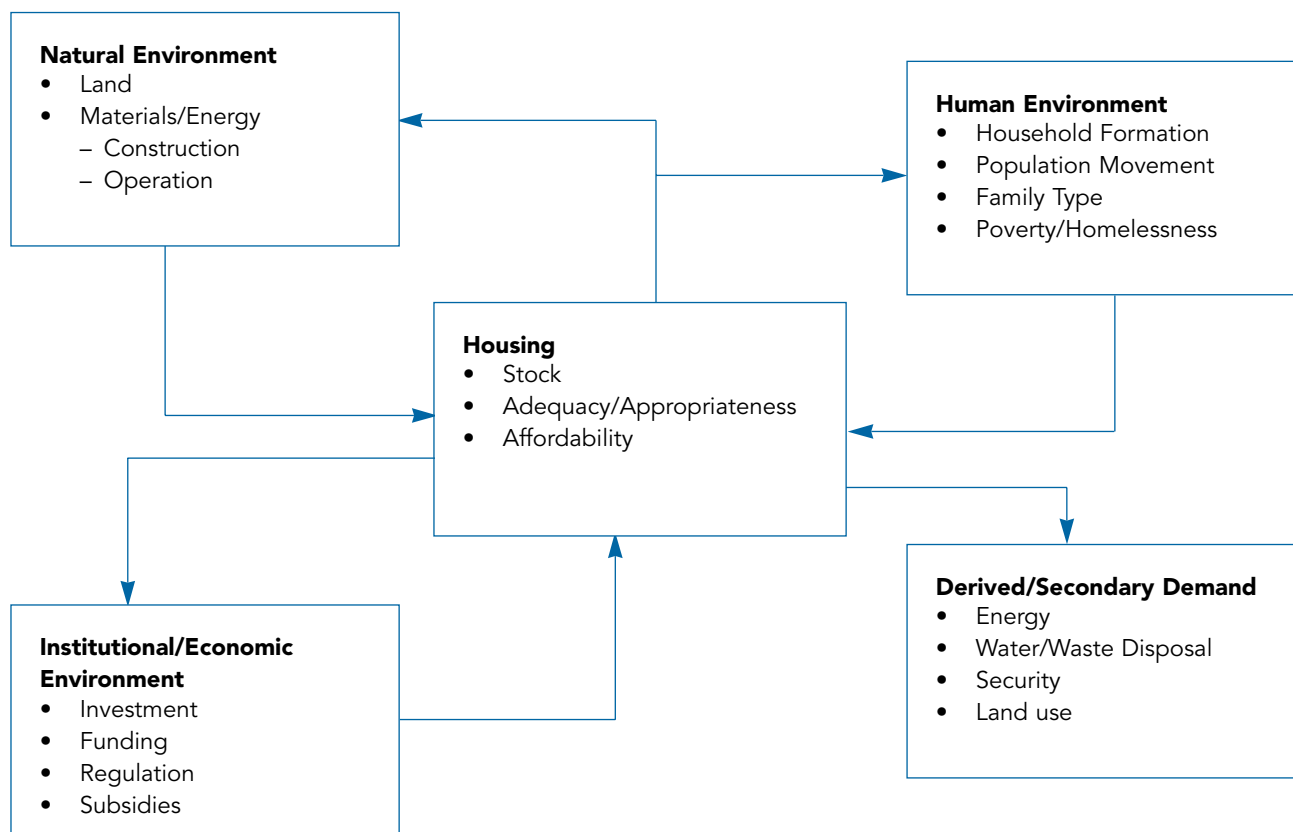 Natural Environment
• Land
• Materials/Energy
– Construction
– Operation
Human Environment
• Household Formation
• Population Movement
• Family Type
• Poverty/Homelessness
Housing
• Stock
• Adequacy/Appropriateness
• Affordability
Institutional/Economic
Environment
• Investment
• Funding
• Regulation
• Subsidies
Derived/Secondary Demand
• Energy
• Water/Waste Disposal
• Security
• Land use